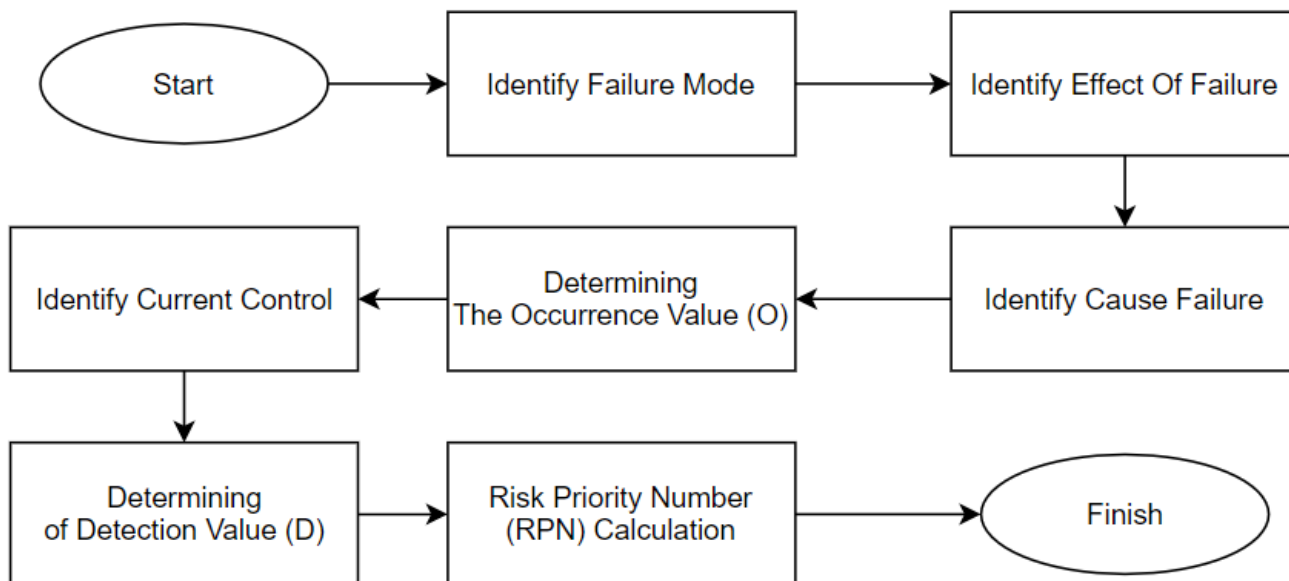 Start
Identify Failure Mode
Identify Effect Of Failure
Identify Cause Failure
Determining
The Occurrence Value (O)
Identify Current Control
Determining
of Detection Value (D)
Risk Priority Number
(RPN) Calculation
Finish